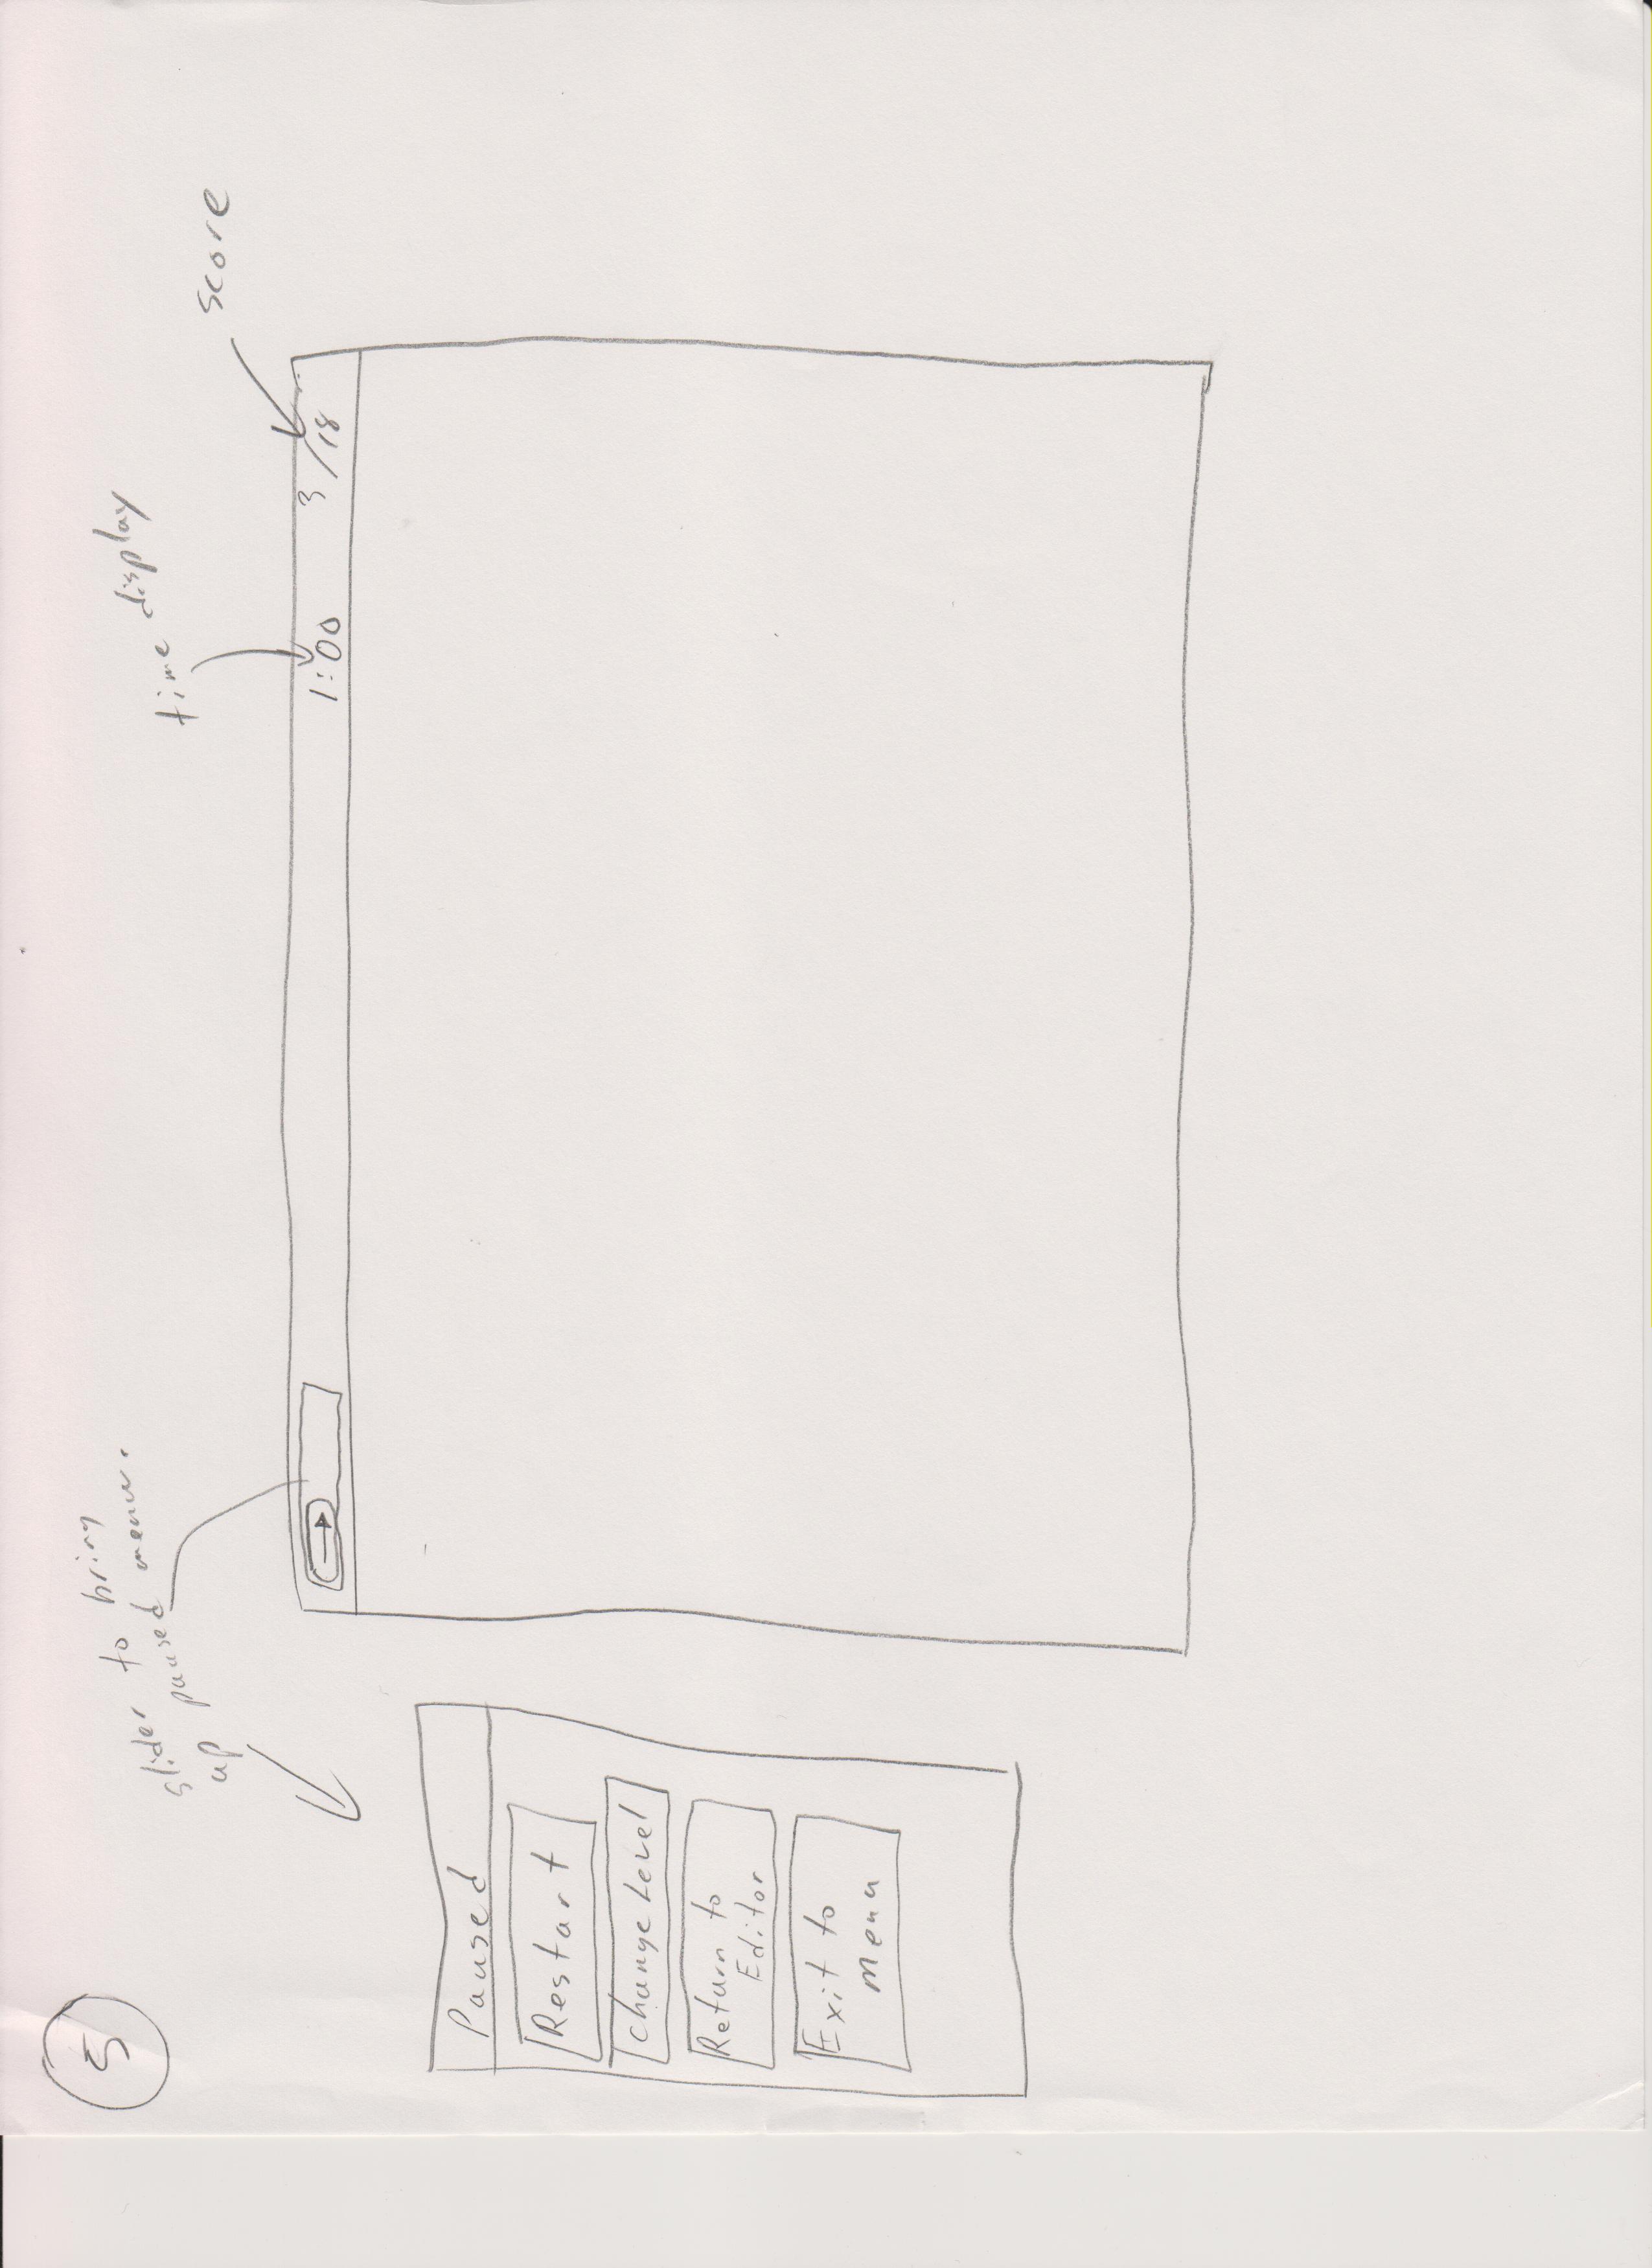 5
slider to bring
up paused menu.
time display
score
1:00
3/18
Paused
Restart
Change Level
Return to
Editor
Exit to
Menu